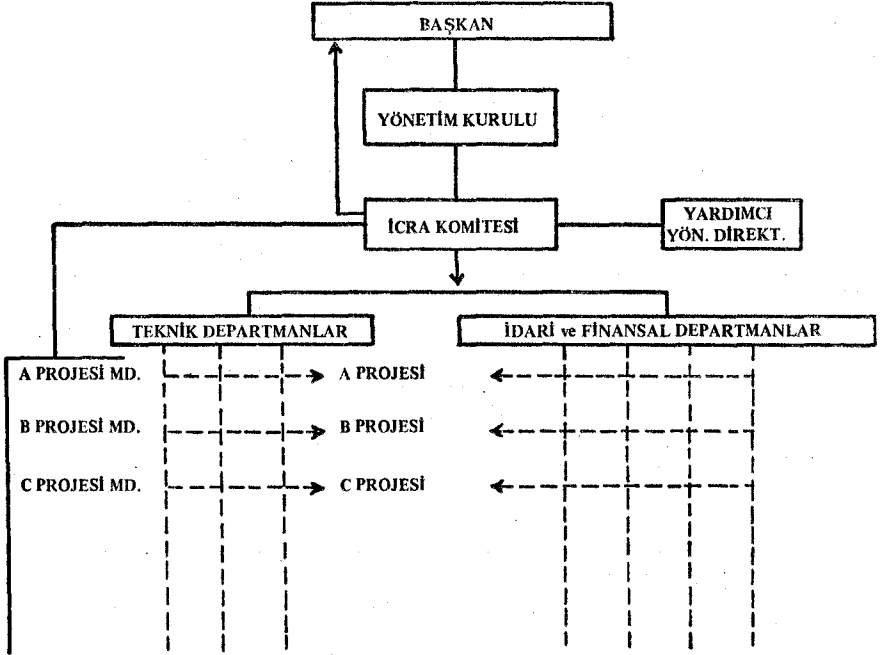 BAŞKAN
YÖNETİM KURULU
İCRA KOMİTESİ
YARDIMCI
YÖN. DİREKT.
TEKNİK DEPARTMANLAR
İDARİ ve FİNANSAL DEPARTMANLAR
A PROJESİ MD.
A PROJESİ
B PROJESİ MD.
B PROJESİ
C PROJESİ MD.
C PROJESİ